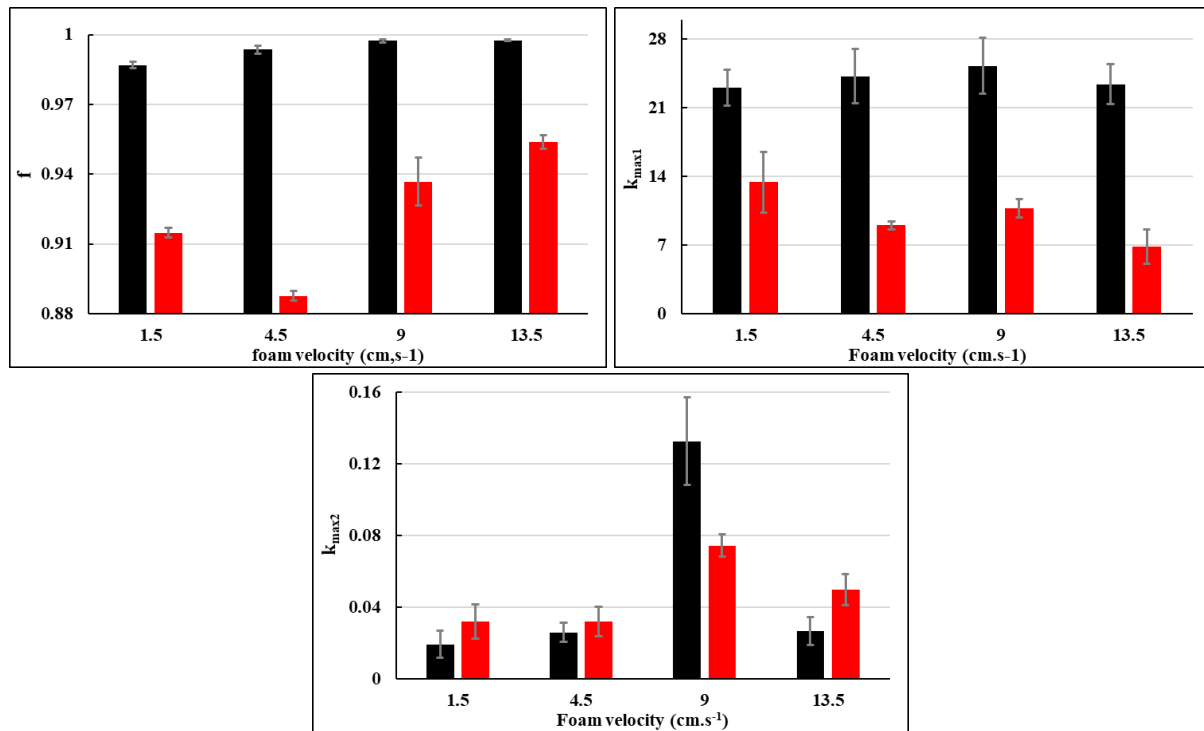 1
0.97
0.94
0.91
0.88
f
1.5 4.5 9 13.5
foam velocity (cm,s-1)
28
21
14
7
0
kmax1
1.5 4.5 9 13.5
Foam velocity (cm.s-1)
0.16
0.12
0.08
0.04
0
kmax2
1.5 4.5 9 13.5
Foam velocity (cm.s⁻¹)